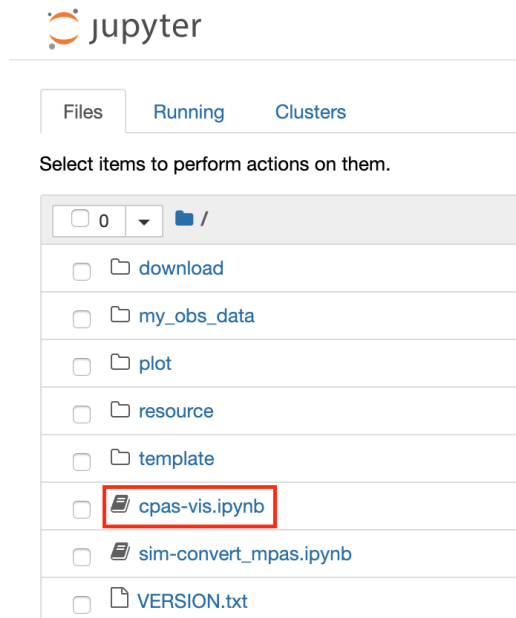 jupyter
Files Running Clusters
Select items to perform actions on them.
0 /
download
my_obs_data
plot
resource
template
cpas-vis.ipynb
sim-convert_mpas.ipynb
VERSION.txt